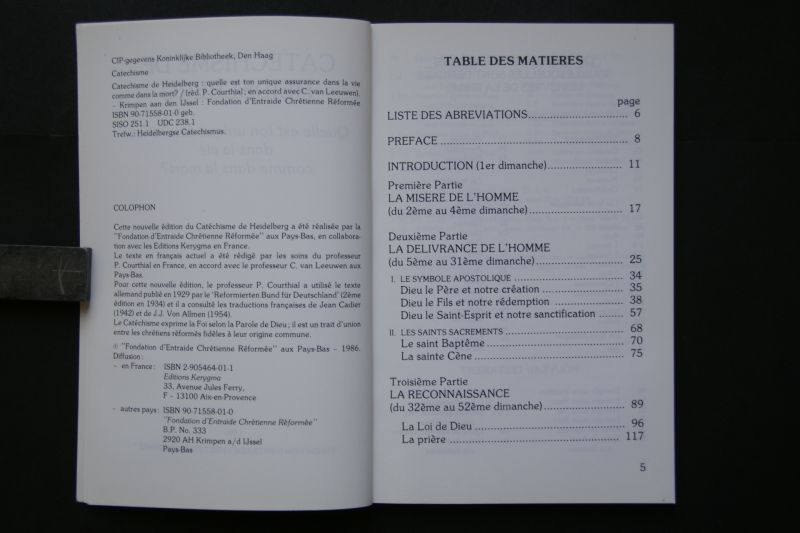 CIP-gegevens Koninklijke Bibliotheek, Den Haag
Catechisme
Catéchisme de Heidelberg : quelle est ton unique assurance dans la vie
comme dans la mort? / (réd. P. Courthial ; en accord avec C. van Leeuwen).
- Krimpen aan den IJssel : Fondation d'Entraide Chrêtienne Réformée
ISBN 90-71558-01-0 geb.
SISO 251.1 UDC 238.1
Trefw.: Heidelbergse Catechismus.
COLOPHON
Cette nouvelle édition du Catéchisme de Heidelberg a été réalisée par la
"Fondation d'Entraide Chrétienne Réformée" aux Pays-Bas, en collabora-
tion avec les Editions Kerygma en France.
Le texte en français actuel a été rédigé par les soins du professeur
P. Courthial en France, en accord avec le professeur C. van Leeuwen aux
Pays-Bas.
Pour cette nouvelle édition, le professeur P. Courthial a utilisé le texte
allemand publié en 1929 par le 'Reformierten Bund für Deutschland' (2ème
édition en 1934) et il a consulté les traductions françaises de Jean Cadier
(1942) et de J.J. Von Allmen (1954).
Le Catéchisme exprime la Foi selon la Parole de Dieu ; il est un trait d'union
entre les chrétiens réformés fidèles à leur origine commune.
© "Fondation d'Entraide Chrétienne Réformée" aux Pays-Bas - 1986.
Diffusion :
- en France : ISBN 2-905464-01-1
Editions Kerygma
33, Avenue Jules Ferry,
F - 13100 Aix-en-Provence
- autres pays : ISBN 90-71558-01-0
"Fondation d'Entraide Chrétienne Réformée"
B.P. No. 333
2920 AH Krimpen a/d IJssel
Pays-Bas
TABLE DES MATIERES
page
LISTE DES ABREVIATIONS............................ 6
PREFACE .................................................... 8
INTRODUCTION (1er dimanche) ..................... 11
Première Partie
LA MISERE DE L'HOMME
(du 2ème au 4ème dimanche)........................ 17
Deuxième Partie
LA DELIVRANCE DE L'HOMME
(du 5ème au 31ème dimanche)....................... 25
I. LE SYMBOLE APOSTOLIQUE ............................ 34
Dieu le Père et notre création ...................... 35
Dieu le Fils et notre rédemption .................. 38
Dieu le Saint-Esprit et notre sanctification ...... 57
II. LES SAINTS SACREMENTS .............................. 68
Le saint Baptême ...................................... 70
La sainte Cène ......................................... 75
Troisième Partie
LA RECONNAISSANCE
(du 32ème au 52ème dimanche)..................... 89
La Loi de Dieu ......................................... 96
La prière ................................................ 117
5